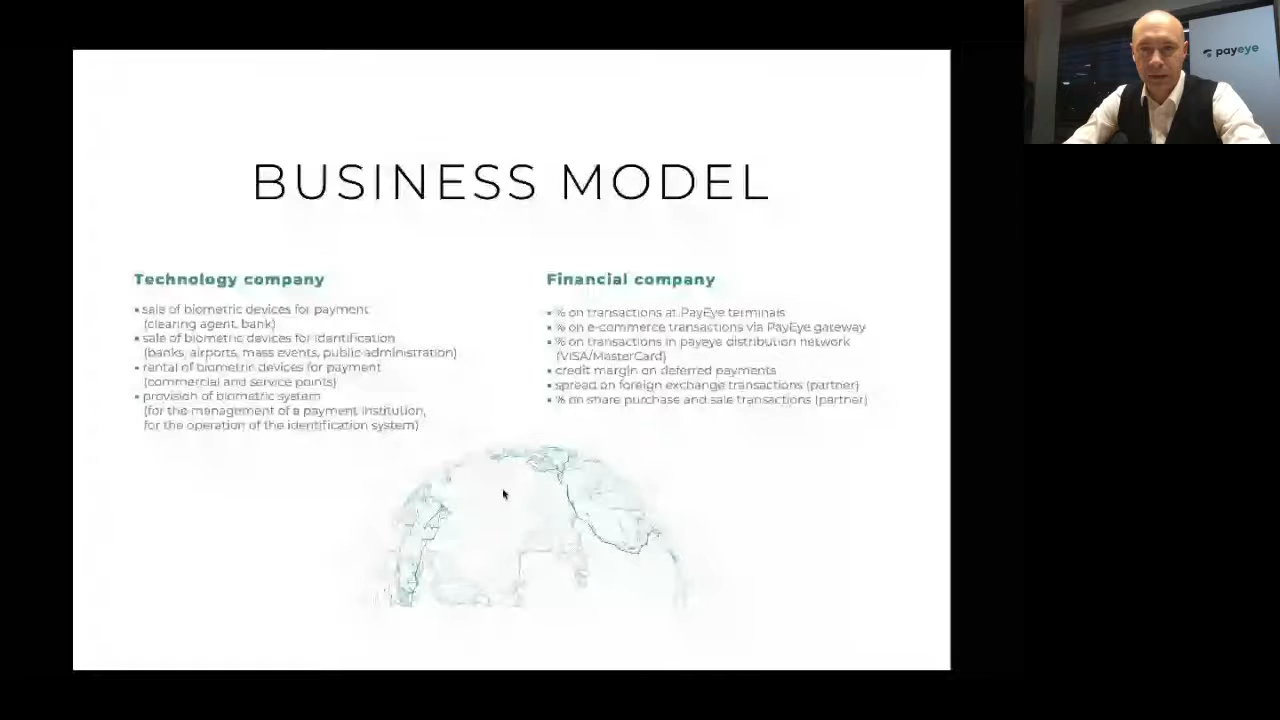 BUSINESS MODEL
Technology company
▪ sale of biometric devices for payment
(clearing agent, bank)
▪ sale of biometric devices for identification
(banks, airports, mass events, public administration)
▪ rental of biometric devices for payment
(commercial and service points)
▪ provision of biometric system
(for the management of a payment institution,
for the operation of the identification system)
Financial company
▪ % on transactions at PayEye terminals
▪ % on e-commerce transactions via PayEye gateway
▪ % on transactions in payeye distribution network
(VISA/MasterCard)
▪ credit margin on deferred payments
▪ spread on foreign exchange transactions (partner)
▪ % on share purchase and sale transactions (partner)
payeye